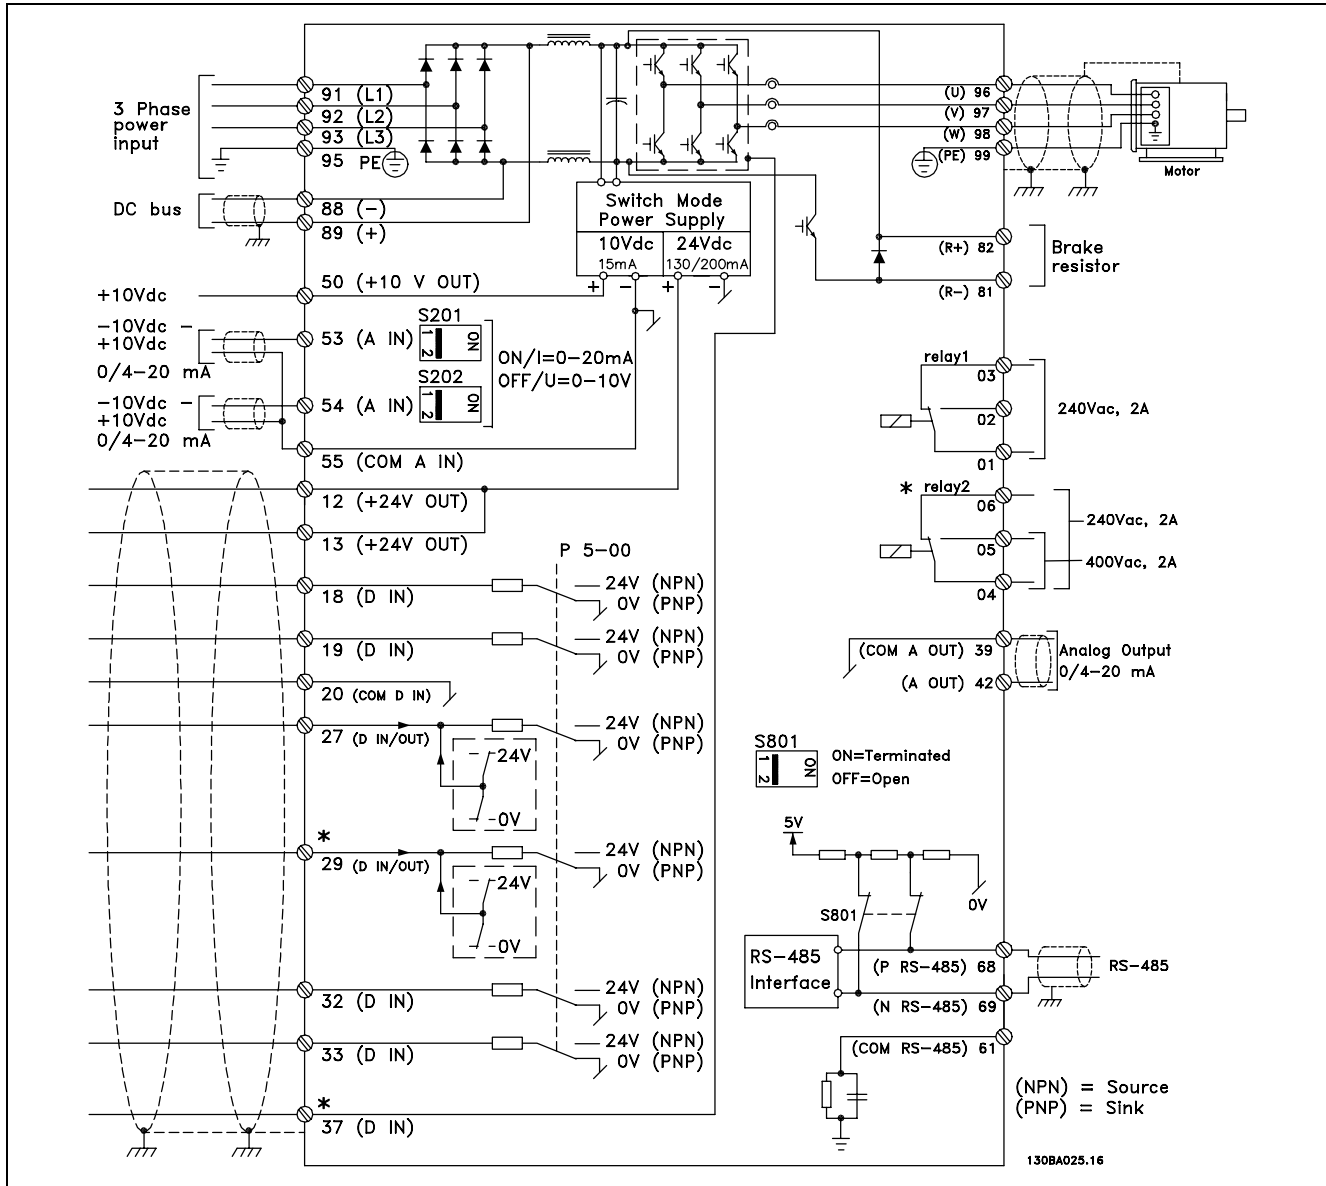 3 Phase
power
input
91 (L1)
92 (L2)
93 (L3)
95 PE
DC bus
88 (-)
89 (+)
Switch Mode
Power Supply
10Vdc
15mA
24Vdc
130/200mA
+ - + -
(U) 96
(V) 97
(W) 98
(PE) 99
Motor
(R+) 82
(R-) 81
Brake
resistor
+10Vdc
50 (+10 V OUT)
-10Vdc -
+10Vdc
0/4-20 mA
53 (A IN)
S201
1 2
ON
-10Vdc -
+10Vdc
0/4-20 mA
54 (A IN)
S202
1 2
ON
ON/I=0-20mA
OFF/U=0-10V
55 (COM A IN)
12 (+24V OUT)
13 (+24V OUT)
P 5-00
18 (D IN)
24V (NPN)
0V (PNP)
19 (D IN)
24V (NPN)
0V (PNP)
20 (COM D IN)
27 (D IN/OUT)
24V (NPN)
0V (PNP)
24V
0V
*
29 (D IN/OUT)
24V (NPN)
0V (PNP)
24V
0V
32 (D IN)
24V (NPN)
0V (PNP)
33 (D IN)
24V (NPN)
0V (PNP)
*
37 (D IN)
relay1
03
02
01
240Vac, 2A
* relay2
06
05
04
240Vac, 2A
400Vac, 2A
(COM A OUT) 39
(A OUT) 42
Analog Output
0/4-20 mA
S801
1 2
ON
ON=Terminated
OFF=Open
5V
0V
S801
RS-485
Interface
(P RS-485) 68
(N RS-485) 69
RS-485
(COM RS-485) 61
(NPN) = Source
(PNP) = Sink
130BA025.16